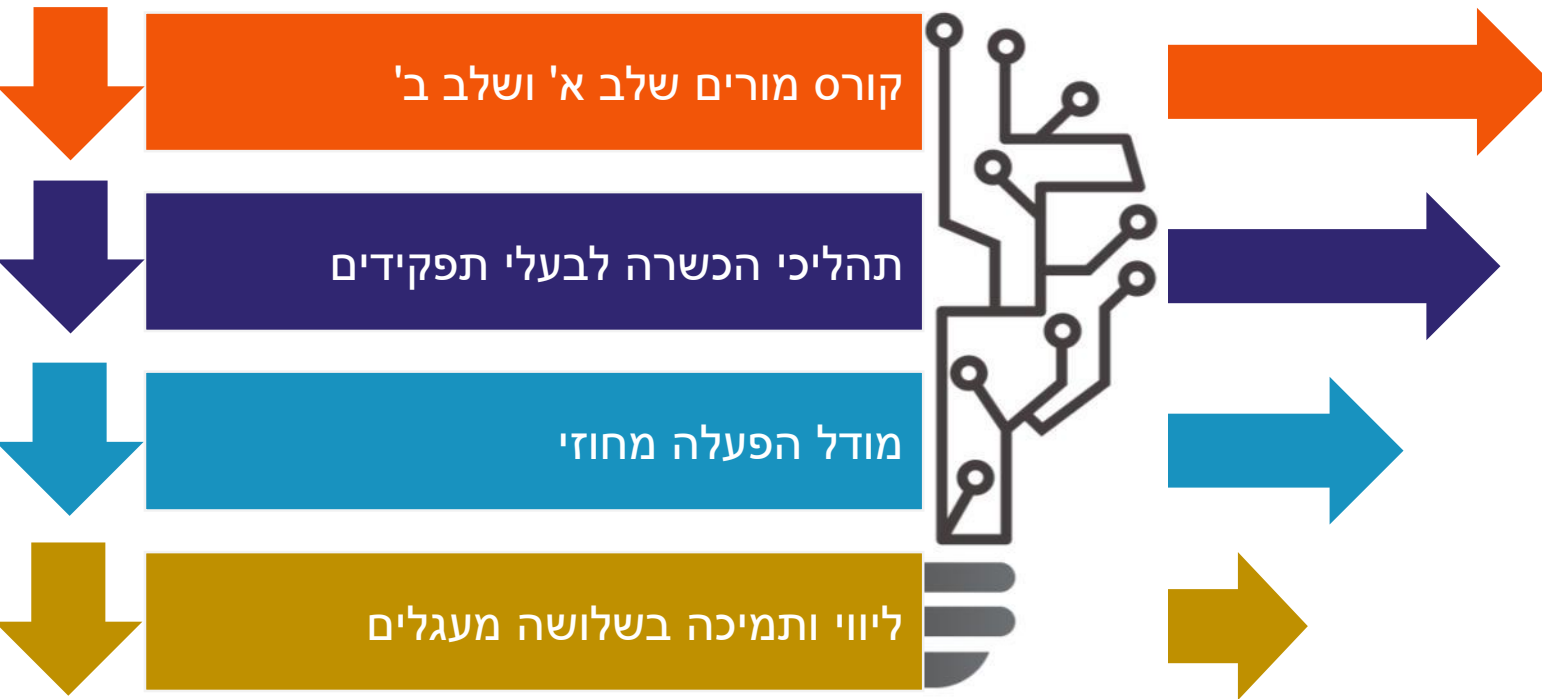 קורס מורים שלב א' ושלב ב'
תהליכי הכשרה לבעלי תפקידים
מודל הפעלה מחוזי
ליווי ותמיכה בשלושה מעגלים